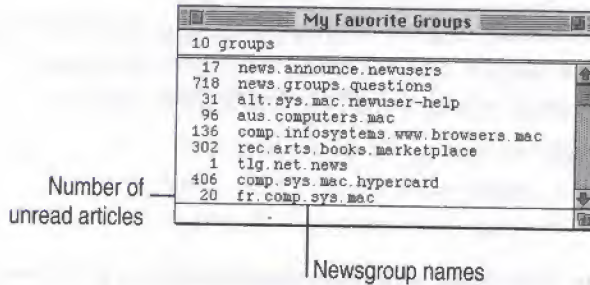 My Favorite Groups
10 groups
17 news.announce.newusers
718 news.groups.questions
31 alt.sys.mac.newuser-help
96 aus.computers.mac
136 comp.infosystems.www.browsers.mac
302 rec.arts.books.marketplace
1 tlg.net.news
406 comp.sys.mac.hypercard
20 fr.comp.sys.mac
Number of
unread articles
Newsgroup names